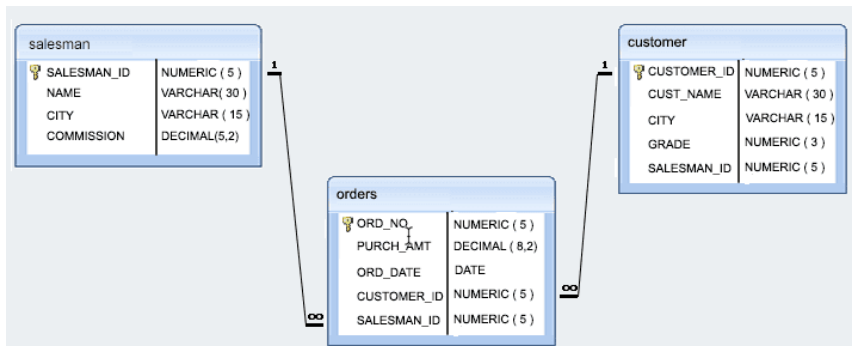 salesman
SALESMAN_ID NUMERIC ( 5 )
NAME VARCHAR( 30 )
CITY VARCHAR ( 15 )
COMMISSION DECIMAL(5,2)
1
1
customer
CUSTOMER_ID NUMERIC ( 5 )
CUST_NAME VARCHAR ( 30 )
CITY VARCHAR ( 15 )
GRADE NUMERIC ( 3 )
SALESMAN_ID NUMERIC ( 5 )
orders
ORD_NO NUMERIC ( 5 )
PURCH_AMT DECIMAL ( 8,2)
ORD_DATE DATE
CUSTOMER_ID NUMERIC ( 5 )
SALESMAN_ID NUMERIC ( 5 )
∞
∞